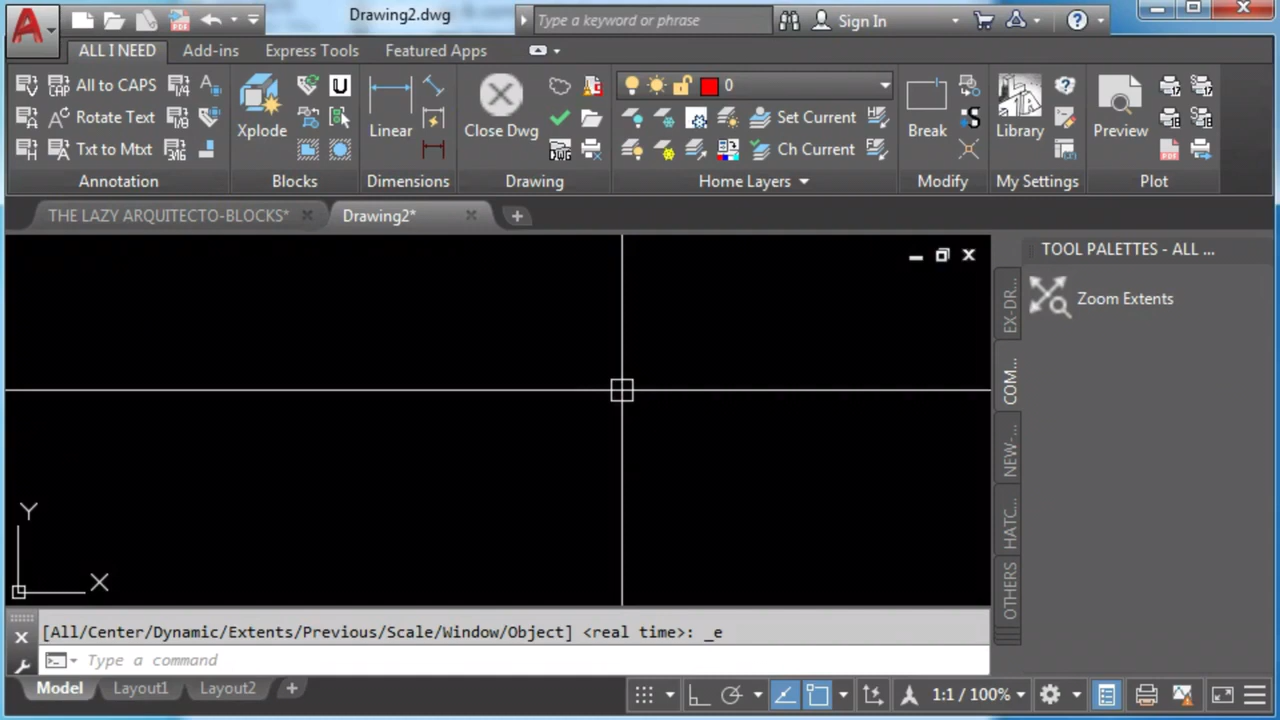 Drawing2.dwg
Type a keyword or phrase
Sign In
ALL I NEED
Add-ins
Express Tools
Featured Apps
All to CAPS
Rotate Text
Txt to Mtxt
Annotation
Xplode
Blocks
Linear
Dimensions
Close Dwg
Drawing
0
Set Current
Ch Current
Home Layers
Break
Modify
Library
My Settings
Preview
Plot
THE LAZY ARQUITECTO-BLOCKS*
Drawing2*
TOOL PALETTES - ALL ...
Zoom Extents
EX-DR...
COM...
NEW-...
HATC...
OTHERS
Y
X
[All/Center/Dynamic/Extents/Previous/Scale/Window/Object] <real time>: _e
Type a command
Model
Layout1
Layout2
1:1 / 100%